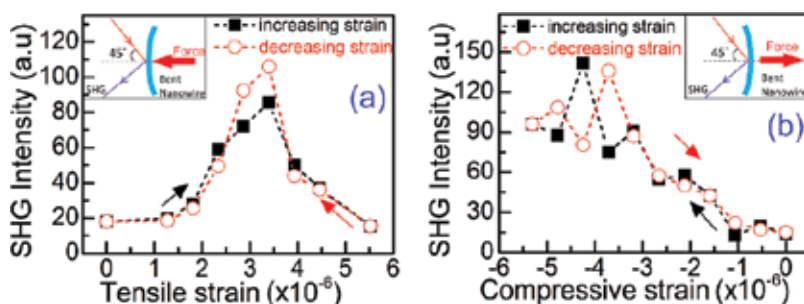 45°
Force
SHG
Bent
Nanowire
increasing strain
decreasing strain
(a)
SHG Intensity (a.u)
120
100
80
60
40
20
0
0 1 2 3 4 5 6
Tensile strain (x10⁻⁶)
increasing strain
decreasing strain
45°
Force
SHG
Bent
Nanowire
(b)
SHG Intensity (a.u)
180
150
120
90
60
30
0
-6 -5 -4 -3 -2 -1 0
Compressive strain (x10⁻⁶)